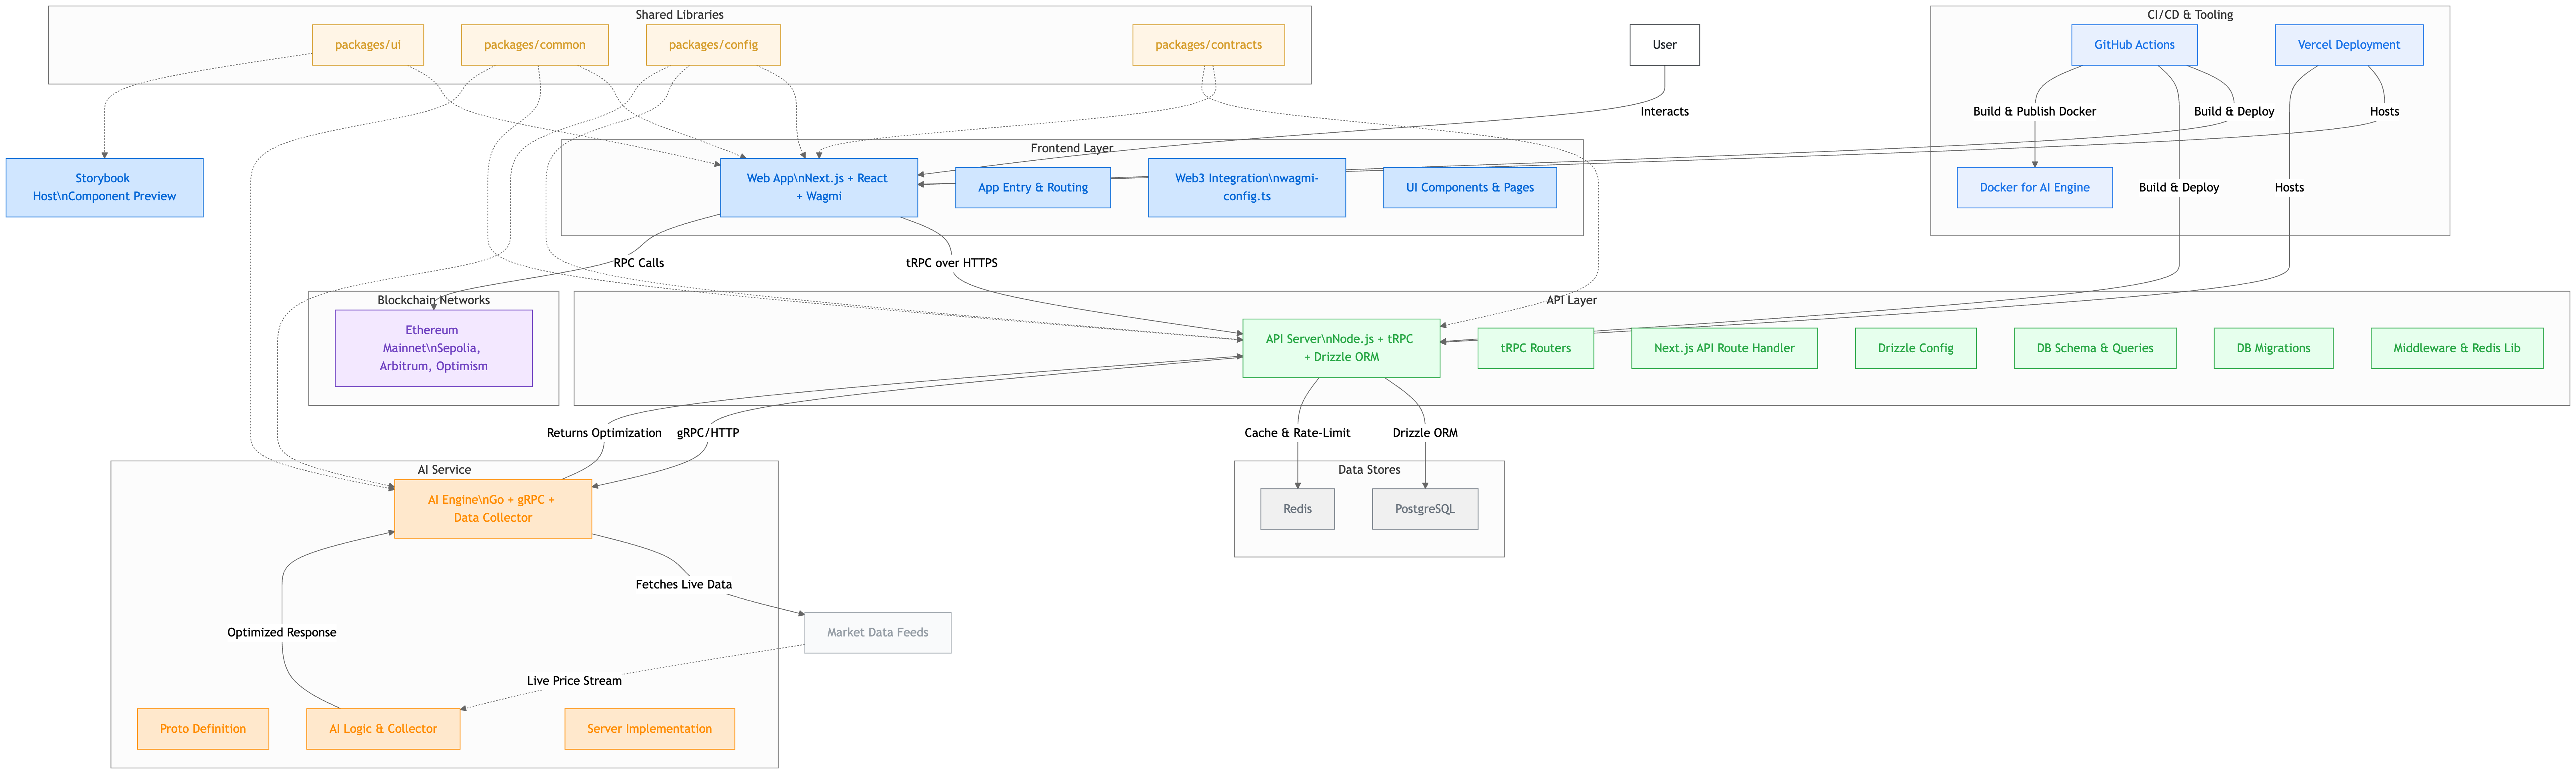 Shared Libraries
packages/ui
packages/common
packages/config
packages/contracts
User
CI/CD & Tooling
GitHub Actions
Vercel Deployment
Interacts
Build & Publish Docker
Build & Deploy
Hosts
Frontend Layer
Storybook
Host\nComponent Preview
Web App\nNext.js + React
+ Wagmi
App Entry & Routing
Web3 Integration\nwagmi-
config.ts
UI Components & Pages
Docker for AI Engine
Build & Deploy
Hosts
RPC Calls
tRPC over HTTPS
Blockchain Networks
Ethereum
Mainnet\nSepolia,
Arbitrum, Optimism
API Layer
API Server\nNode.js + tRPC
+ Drizzle ORM
tRPC Routers
Next.js API Route Handler
Drizzle Config
DB Schema & Queries
DB Migrations
Middleware & Redis Lib
Returns Optimization
gRPC/HTTP
Cache & Rate-Limit
Drizzle ORM
AI Service
AI Engine\nGo + gRPC +
Data Collector
Data Stores
Redis
PostgreSQL
Fetches Live Data
Optimized Response
Market Data Feeds
Live Price Stream
Proto Definition
AI Logic & Collector
Server Implementation